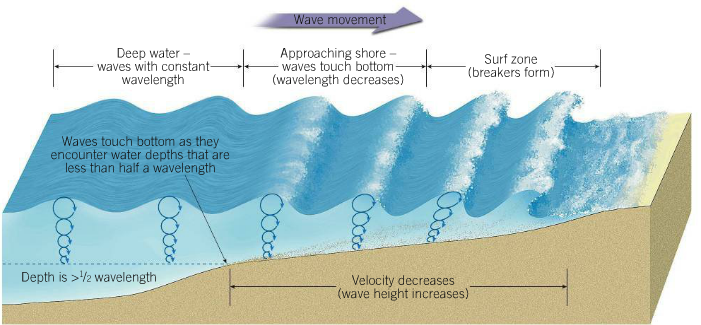 Wave movement
Deep water –
waves with constant
wavelength
Approaching shore –
waves touch bottom
(wavelength decreases)
Surf zone
(breakers form)
Waves touch bottom as they
encounter water depths that are
less than half a wavelength
Depth is >1/2 wavelength
Velocity decreases
(wave height increases)